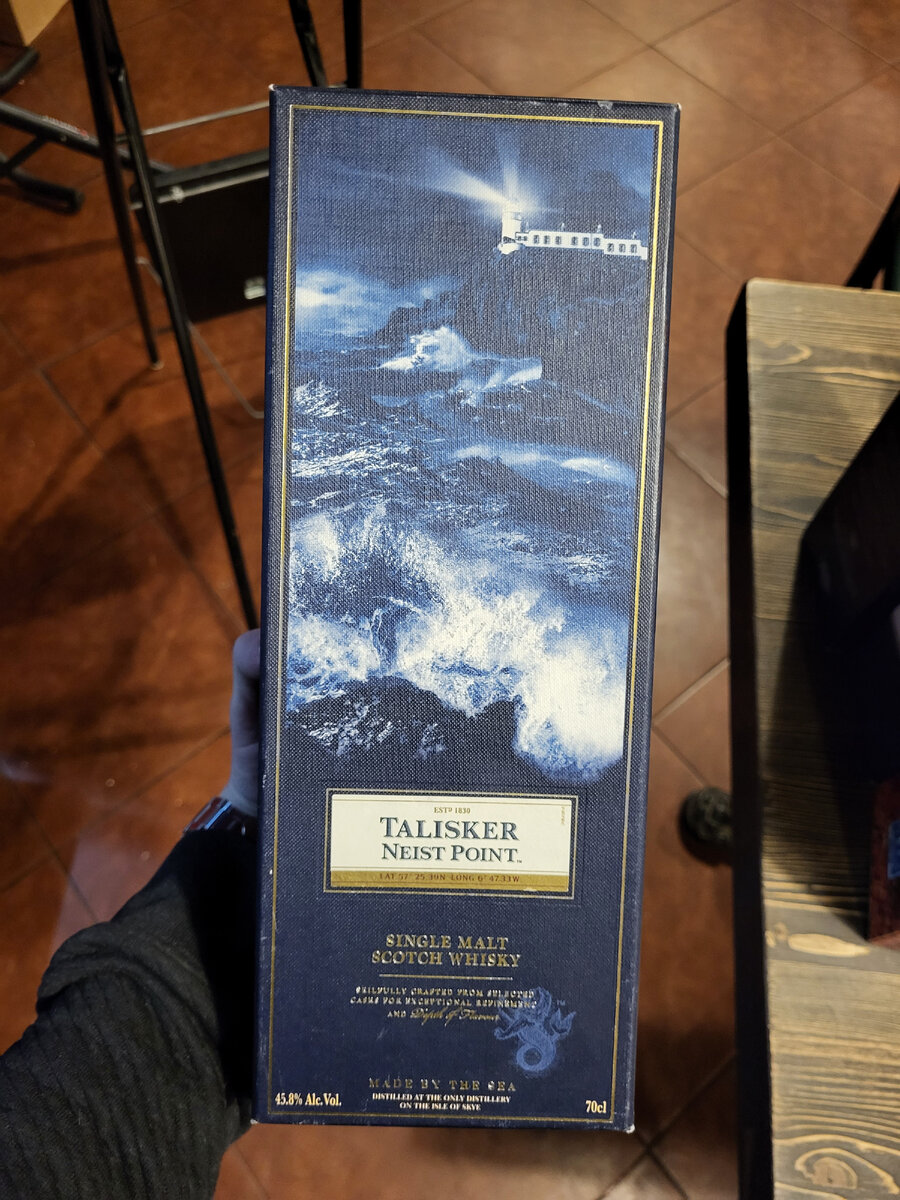 ESTD 1830
TALISKER
NEIST POINT™
LAT 57° 25.39N LONG 6° 47.33W
SINGLE MALT
SCOTCH WHISKY
SKILFULLY CRAFTED FROM SELECTED
CASKS FOR EXCEPTIONAL REFINEMENT
AND Depth of Flavour
MADE BY THE SEA
45.8% Alc.Vol.
DISTILLED AT THE ONLY DISTILLERY
ON THE ISLE OF SKYE
70cl